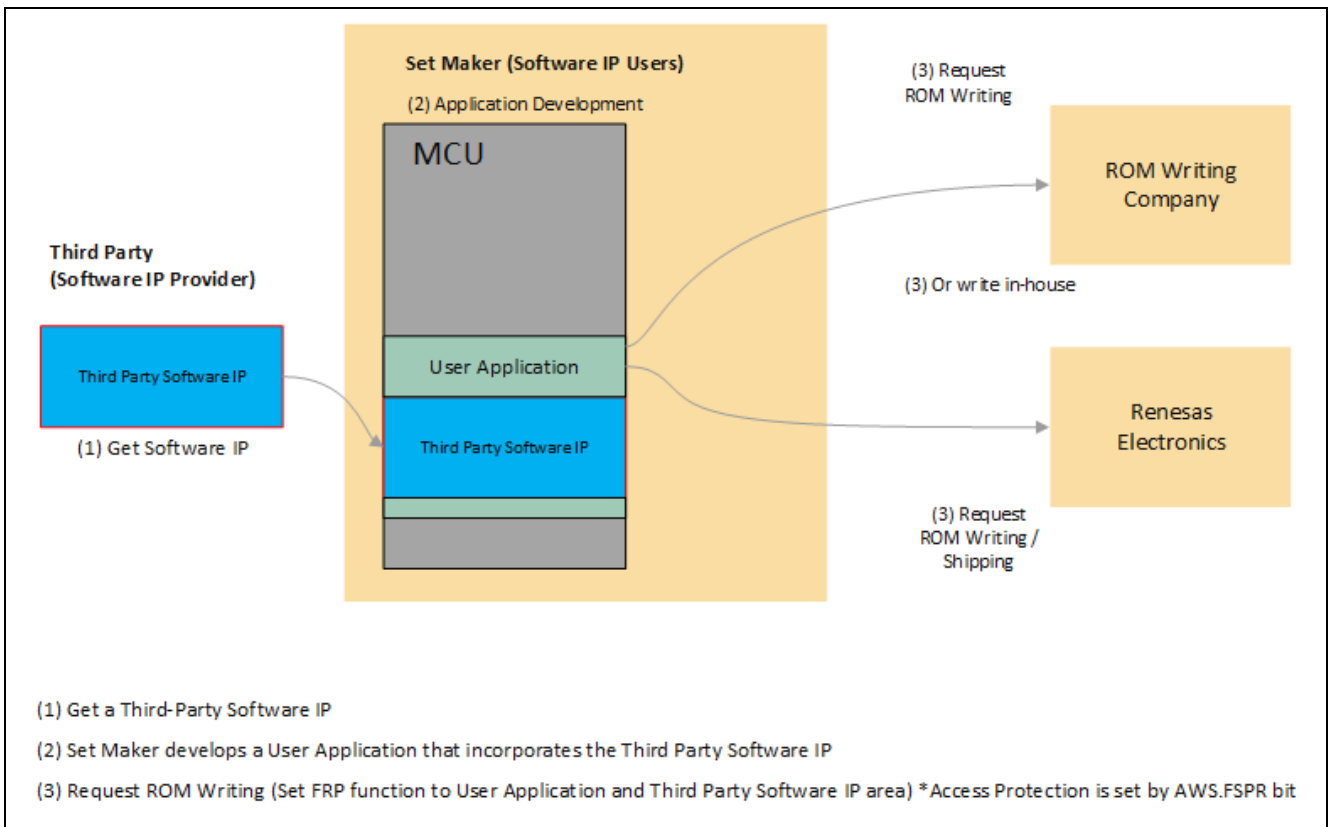 Set Maker (Software IP Users)
(2) Application Development
MCU
User Application
Third Party Software IP
Third Party
(Software IP Provider)
Third Party Software IP
(1) Get Software IP
(3) Request
ROM Writing
ROM Writing
Company
(3) Or write in-house
Renesas
Electronics
(3) Request
ROM Writing /
Shipping
(1) Get a Third-Party Software IP
(2) Set Maker develops a User Application that incorporates the Third Party Software IP
(3) Request ROM Writing (Set FRP function to User Application and Third Party Software IP area) *Access Protection is set by AWS.FSPR bit